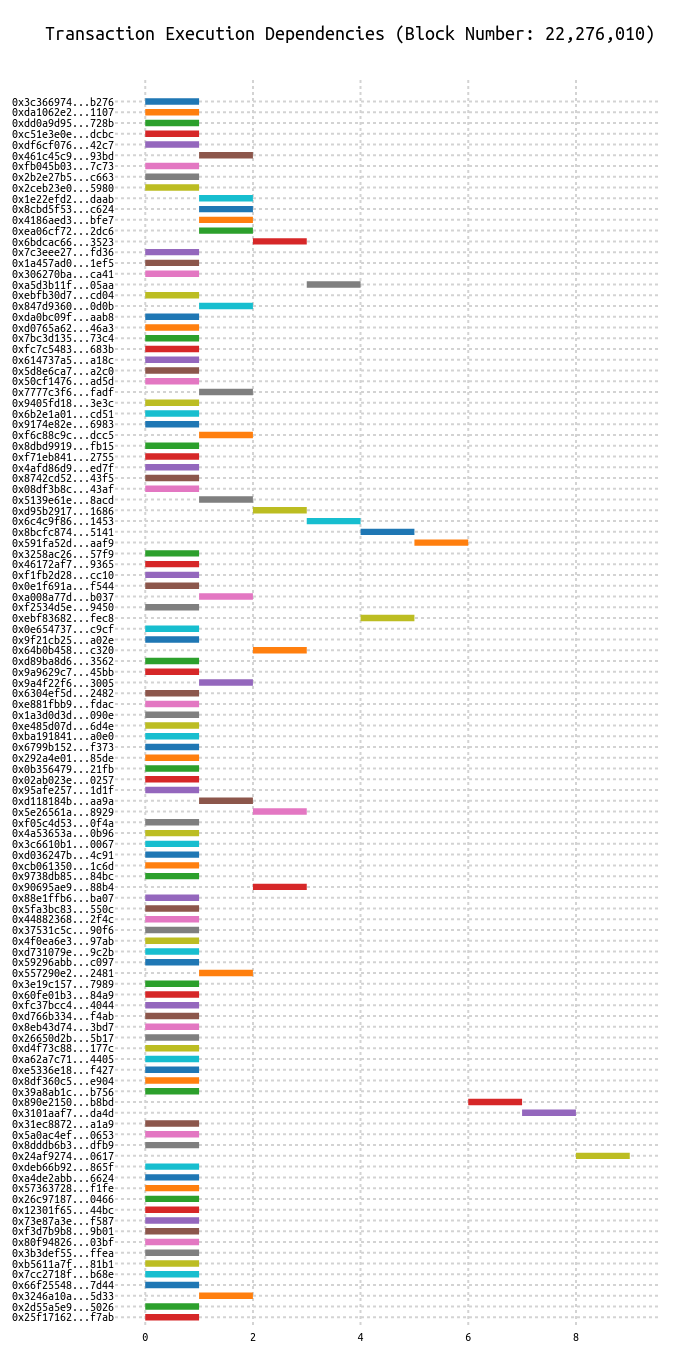 Transaction Execution Dependencies (Block Number: 22,276,010)
0x3c366974...b276
0xda1062e2...1107
0xdd0a9d95...728b
0xc51e3e0e...dcbc
0xdf6cf076...42c7
0x461c45c9...93bd
0xfb045b03...7c73
0x2b2e27b5...c663
0x2ceb23e0...5980
0x1e22efd2...daab
0x8cbd5f53...c624
0x4186aed3...bfe7
0xea06cf72...2dc6
0x6bdcac66...3523
0x7c3eee27...fd36
0x1a457ad0...1ef5
0x306270ba...ca41
0xa5d3b11f...05aa
0xebfb30d7...cd04
0x847d9360...0d0b
0xda0bc09f...aab8
0xd0765a62...46a3
0x7bc3d135...73c4
0xfc7c5483...683b
0x614737a5...a18c
0x5d8e6ca7...a2c0
0x50cf1476...ad5d
0x7777c3f6...fadf
0x9405fd18...3e3c
0x6b2e1a01...cd51
0x9174e82e...6983
0xf6c88c9c...dcc5
0x8dbd9919...fb15
0xf71eb841...2755
0x4afd86d9...ed7f
0x8742cd52...43f5
0x08df3b8c...43af
0x5139e61e...8acd
0xd95b2917...1686
0x6c4c9f86...1453
0x8bcfc874...5141
0x591fa52d...aaf9
0x3258ac26...57f9
0x46172af7...9365
0xf1fb2d28...cc10
0x0e1f691a...f544
0xa008a77d...b037
0xf2534d5e...9450
0xebf83682...fec8
0x0e654737...c9cf
0x9f21cb25...a02e
0x64b0b458...c320
0xd89ba8d6...3562
0x9a9629c7...45bb
0x9a4f22f6...3005
0x6304ef5d...2482
0xe881fbb9...fdac
0x1a3d0d3d...090e
0xe485d07d...6d4e
0xba191841...a0e0
0x6799b152...f373
0x292a4e01...85de
0x0b356479...21fb
0x02ab023e...0257
0x95afe257...1d1f
0xd118184b...aa9a
0x5e26561a...8929
0xf05c4d53...0f4a
0x4a53653a...0b96
0x3c6610b1...0067
0xd036247b...4c91
0xcb061350...1c6d
0x9738db85...84bc
0x90695ae9...88b4
0x88e1ffb6...ba07
0x5fa3bc83...550c
0x44882368...2f4c
0x37531c5c...90f6
0x4f0ea6e3...97ab
0xd731079e...9c2b
0x59296abb...c097
0x557290e2...2481
0x3e19c157...7989
0x60fe01b3...84a9
0xfc37bcc4...4044
0xd766b334...f4ab
0x8eb43d74...3bd7
0x26650d2b...5b17
0xd4f73c88...177c
0xa62a7c71...4405
0xe5336e18...f427
0x8df360c5...e904
0x39a8ab1c...b756
0x890e2150...b8bd
0x3101aaf7...da4d
0x31ec8872...a1a9
0x5a0ac4ef...0653
0x8dddb6b3...dfb9
0x24af9274...0617
0xdeb66b92...865f
0xa4de2abb...6624
0x57363728...f1fe
0x26c97187...0466
0x12301f65...44bc
0x73e87a3e...f587
0xf3d7b9b8...9b01
0x80f94826...03bf
0x3b3def55...ffea
0xb5611a7f...81b1
0x7cc2718f...b68e
0x66f25548...7d44
0x3246a10a...5d33
0x2d55a5e9...5026
0x25f17162...f7ab
0 2 4 6 8